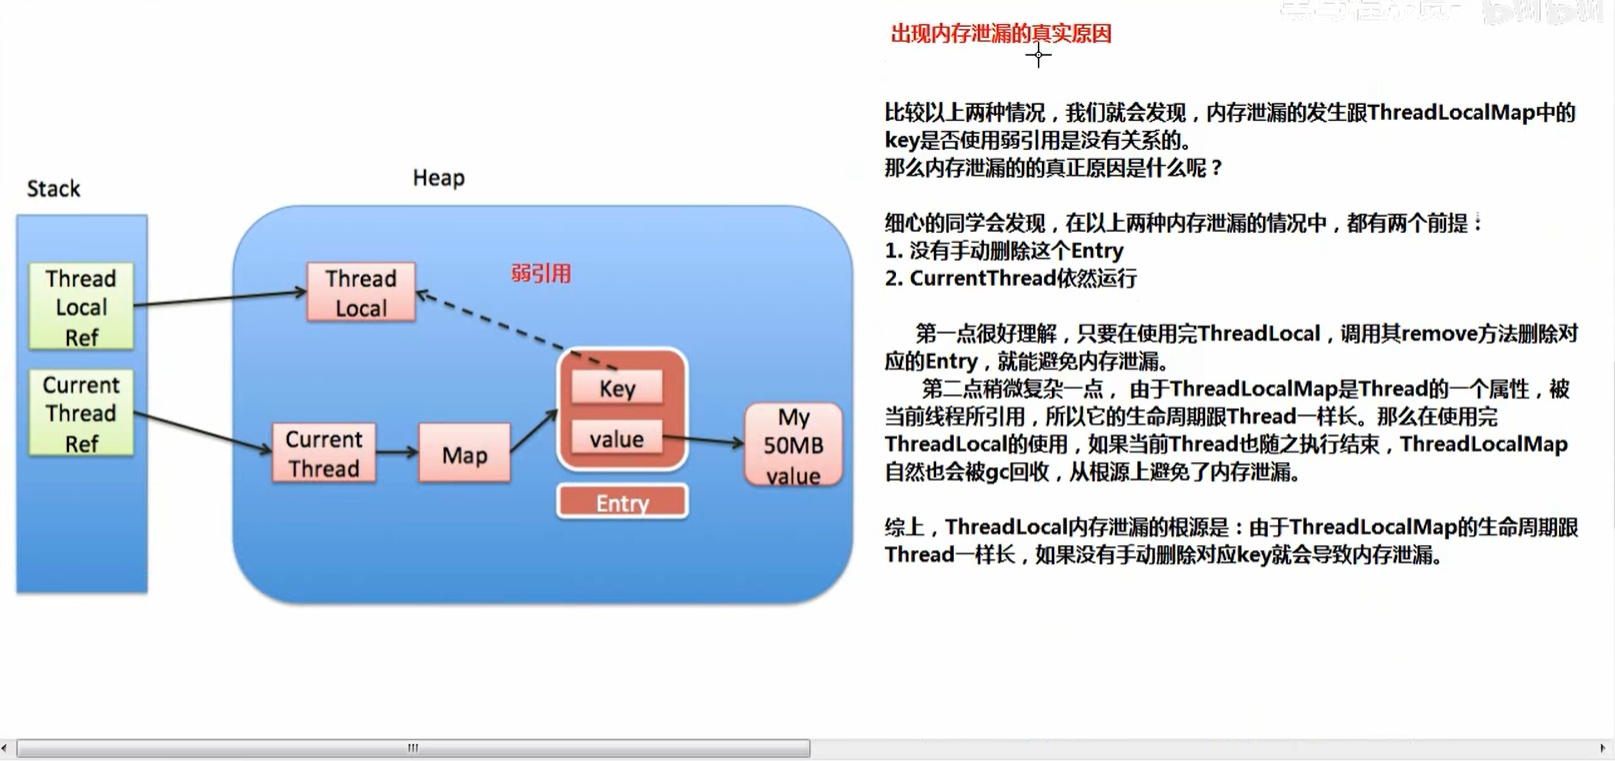 出现内存泄漏的真实原因
比较以上两种情况，我们就会发现，内存泄漏的发生跟ThreadLocalMap中的
key是否使用弱引用是没有关系的。
那么内存泄漏的的真正原因是什么呢？
细心的同学会发现，在以上两种内存泄漏的情况中，都有两个前提：
1. 没有手动删除这个Entry
2. CurrentThread依然运行
第一点很好理解，只要在使用完ThreadLocal，调用其remove方法删除对
应的Entry，就能避免内存泄漏。
第二点稍微复杂一点， 由于ThreadLocalMap是Thread的一个属性，被
当前线程所引用，所以它的生命周期跟Thread一样长。那么在使用完
ThreadLocal的使用，如果当前Thread也随之执行结束，ThreadLocalMap
自然也会被gc回收，从根源上避免了内存泄漏。
综上，ThreadLocal内存泄漏的根源是：由于ThreadLocalMap的生命周期跟
Thread一样长，如果没有手动删除对应key就会导致内存泄漏。
Stack
Heap
Thread
Local
Ref
Current
Thread
Ref
Thread
Local
弱引用
Current
Thread
Map
Key
value
Entry
My
50MB
value